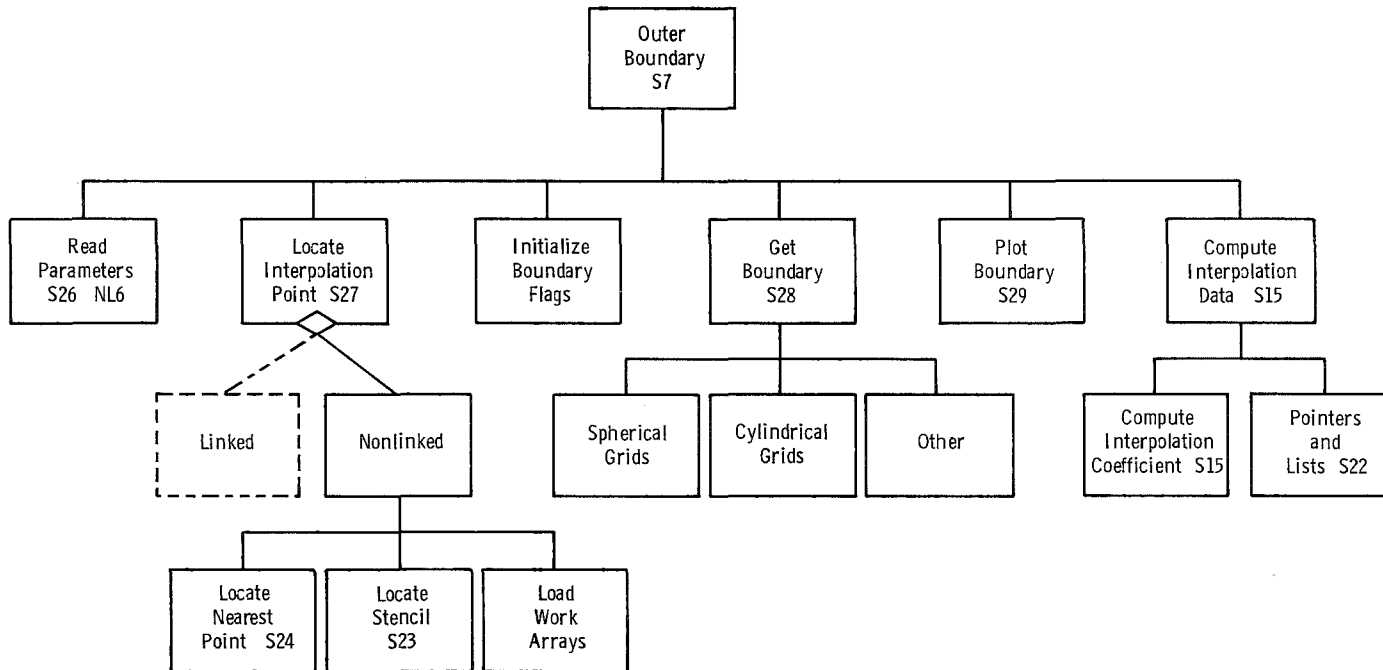 Outer
Boundary
S7
Read
Parameters
S26 NL6
Locate
Interpolation
Point S27
Initialize
Boundary
Flags
Get
Boundary
S28
Plot
Boundary
S29
Compute
Interpolation
Data S15
Linked
Nonlinked
Spherical
Grids
Cylindrical
Grids
Other
Compute
Interpolation
Coefficient S15
Pointers
and
Lists S22
Locate
Nearest
Point S24
Locate
Stencil
S23
Load
Work
Arrays